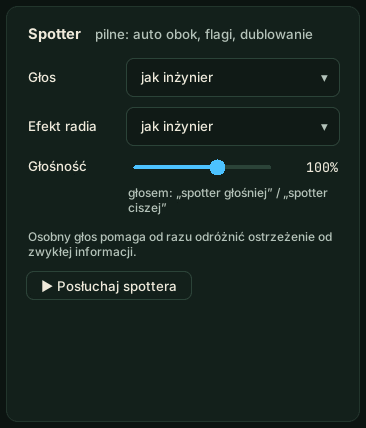 Spotter pilne: auto obok, flagi, dublowanie
Głos jak inżynier ▼
Efekt radia jak inżynier ▼
Głośność 100%
głosem: „spotter głośniej” / „spotter
ciszej”
Osobny głos pomaga od razu odróżnić ostrzeżenie od
zwykłej informacji.
▶ Posłuchaj spottera